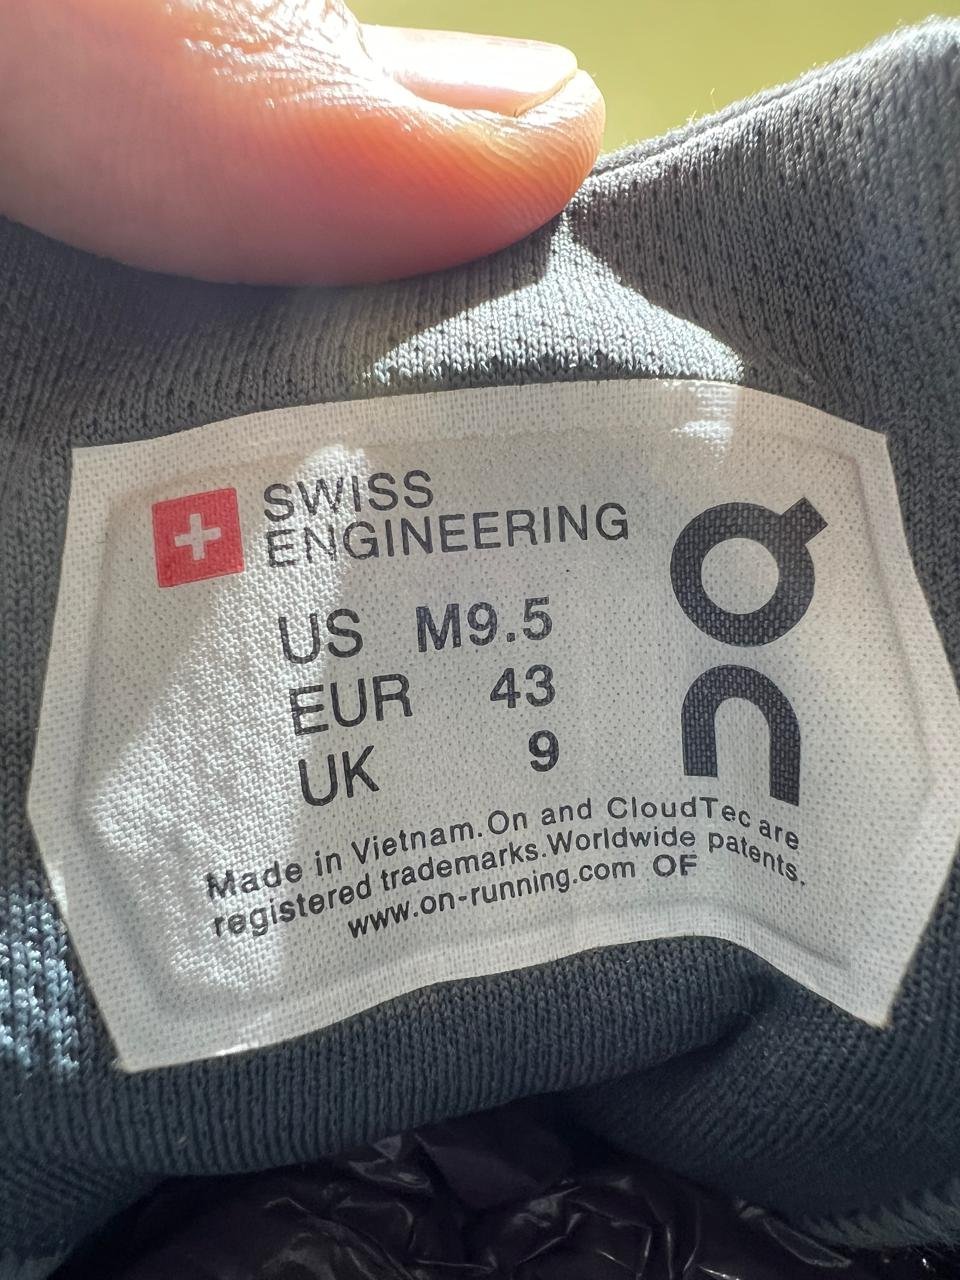 SWISS
ENGINEERING
US M9.5
EUR 43
UK 9
Made in Vietnam. On and CloudTec are
registered trademarks. Worldwide patents.
www.on-running.com OF
On